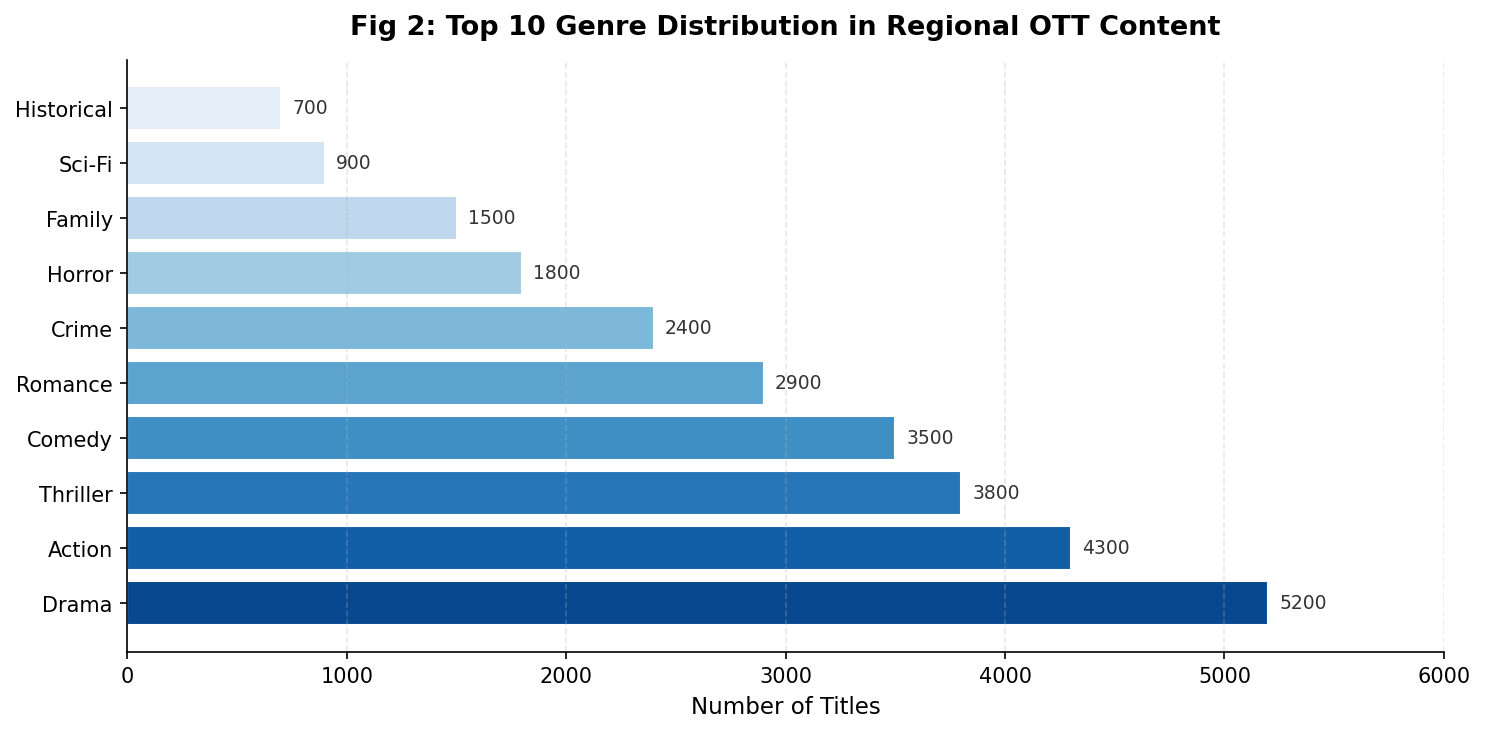 Fig 2: Top 10 Genre Distribution in Regional OTT Content
Historical 700
Sci-Fi 900
Family 1500
Horror 1800
Crime 2400
Romance 2900
Comedy 3500
Thriller 3800
Action 4300
Drama 5200
0 1000 2000 3000 4000 5000 6000
Number of Titles